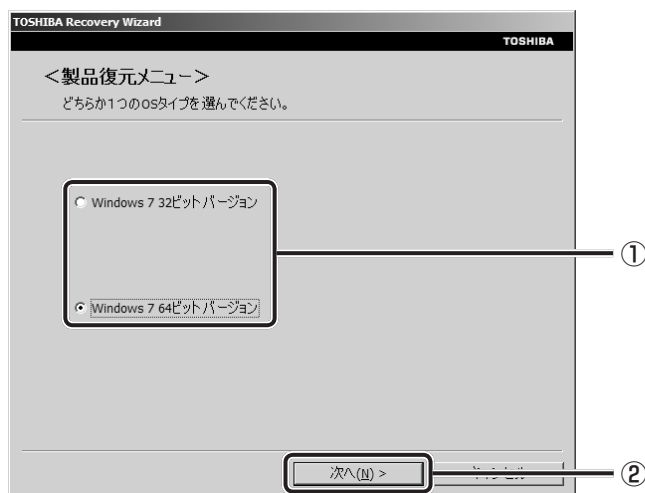 TOSHIBA Recovery Wizard
TOSHIBA
<製品復元メニュー>
どちらか1つのOSタイプを選んでください。
Windows 7 32ビットバージョン
①
Windows 7 64ビットバージョン
次へ(N) >
②